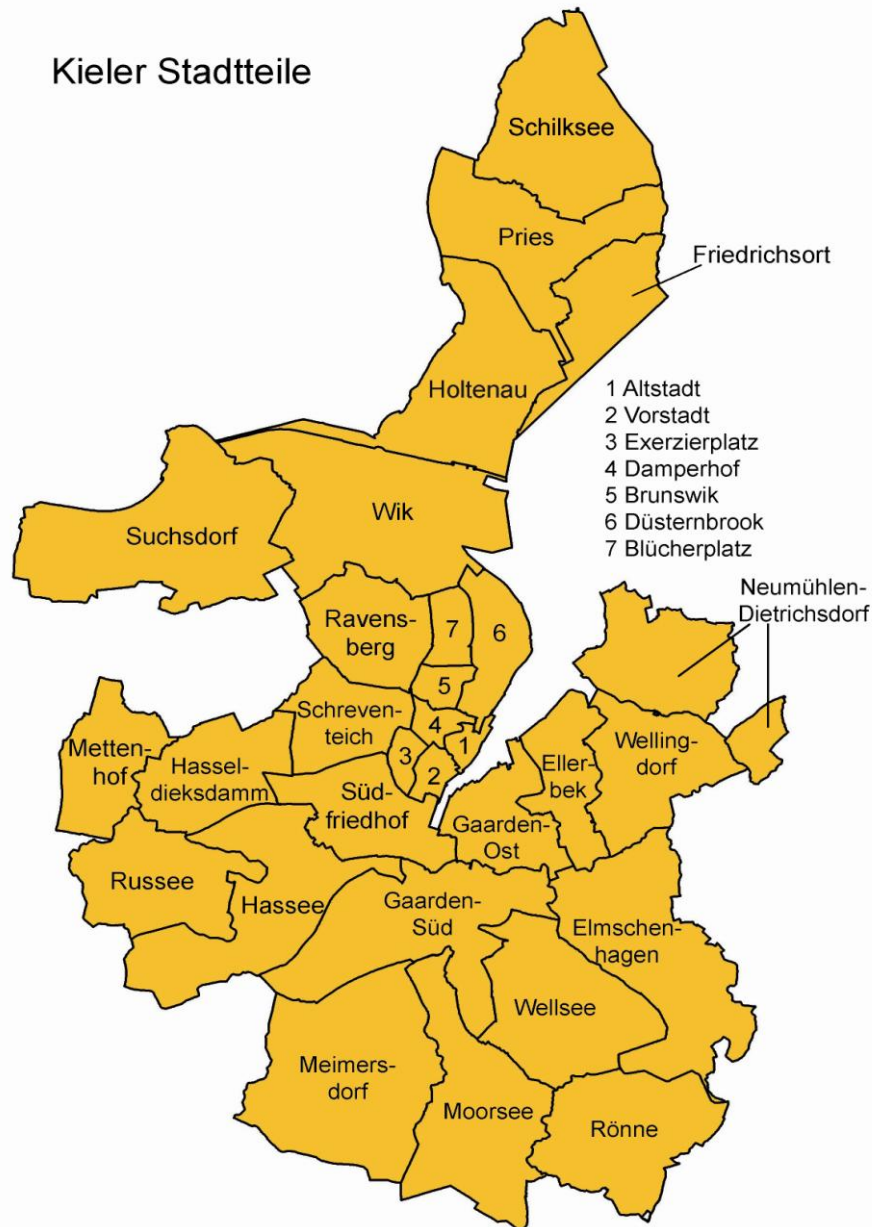 Kieler Stadtteile
Schilksee
Pries
Friedrichsort
Holtenau
1 Altstadt
2 Vorstadt
3 Exerzierplatz
4 Damperhof
5 Brunswik
6 Düsternbrook
7 Blücherplatz
Wik
Suchsdorf
Neumühlen-
Dietrichsdorf
Ravens-
berg
7
6
5
Schreven-
teich
4
1
3
2
Metten-
hof
Hassel-
dieksdamm
Süd-
friedhof
Welling-
dorf
Eller-
bek
Gaarden-
Ost
Russee
Hassee
Gaarden-
Süd
Elmschen-
hagen
Wellsee
Meimers-
dorf
Moorsee
Rönne